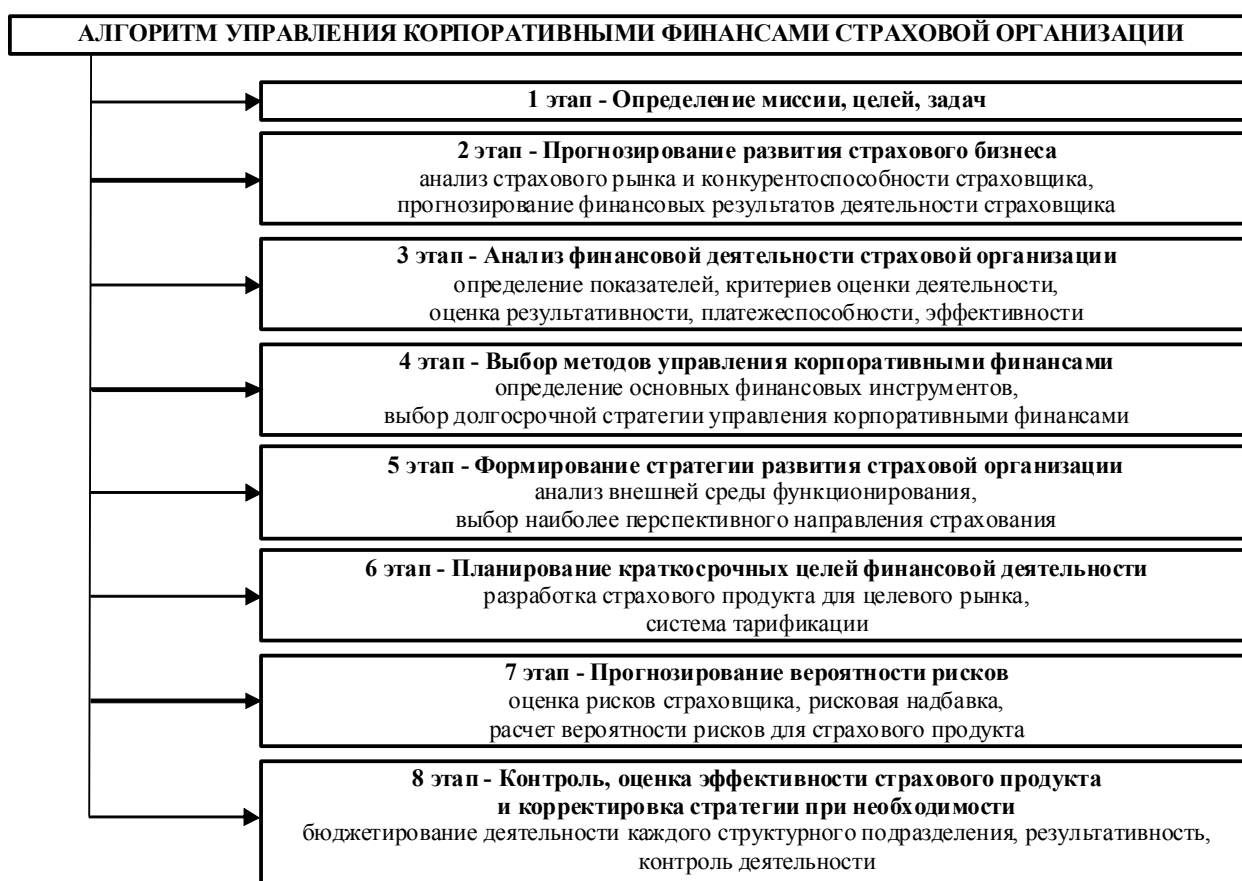 АЛГОРИТМ УПРАВЛЕНИЯ КОРПОРАТИВНЫМИ ФИНАНСАМИ СТРАХОВОЙ ОРГАНИЗАЦИИ
1 этап - Определение миссии, целей, задач
2 этап - Прогнозирование развития страхового бизнеса
анализ страхового рынка и конкурентоспособности страховщика,
прогнозирование финансовых результатов деятельности страховщика
3 этап - Анализ финансовой деятельности страховой организации
определение показателей, критериев оценки деятельности,
оценка результативности, платежеспособности, эффективности
4 этап - Выбор методов управления корпоративными финансами
определение основных финансовых инструментов,
выбор долгосрочной стратегии управления корпоративными финансами
5 этап - Формирование стратегии развития страховой организации
анализ внешней среды функционирования,
выбор наиболее перспективного направления страхования
6 этап - Планирование краткосрочных целей финансовой деятельности
разработка страхового продукта для целевого рынка,
система тарификации
7 этап - Прогнозирование вероятности рисков
оценка рисков страховщика, рисковая надбавка,
расчет вероятности рисков для страхового продукта
8 этап - Контроль, оценка эффективности страхового продукта
и корректировка стратегии при необходимости
бюджетирование деятельности каждого структурного подразделения, результативность,
контроль деятельности